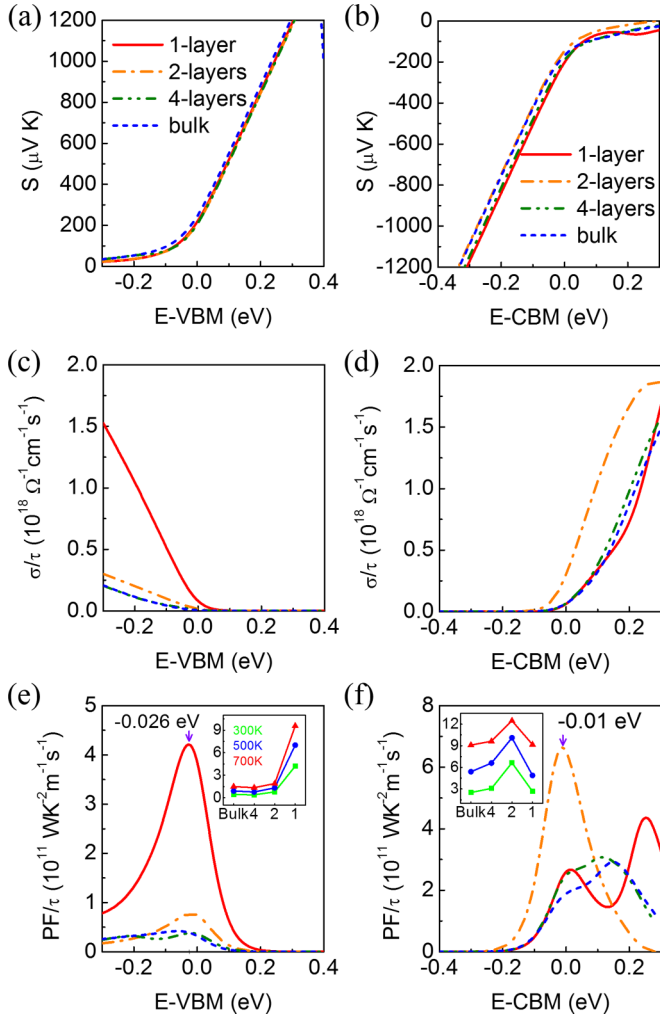 (a)
1200
1000
800
600
400
200
0
S (μV K)
1-layer
2-layers
4-layers
bulk
-0.2 0.0 0.2 0.4
E-VBM (eV)
(b)
0
-200
-400
-600
-800
-1000
-1200
S (μV K)
1-layer
2-layers
4-layers
bulk
-0.4 -0.2 0.0 0.2
E-CBM (eV)
(c)
2.0
1.5
1.0
0.5
0.0
σ/τ (10¹⁸ Ω⁻¹cm⁻¹s⁻¹)
-0.2 0.0 0.2 0.4
E-VBM (eV)
(d)
2.0
1.5
1.0
0.5
0.0
σ/τ (10¹⁸ Ω⁻¹cm⁻¹s⁻¹)
-0.4 -0.2 0.0 0.2
E-CBM (eV)
(e)
5
4
3
2
1
0
PF/τ (10¹¹ WK⁻²m⁻¹s⁻¹)
-0.026 eV
9
6
3
0
300K
500K
700K
Bulk 4 2 1
-0.2 0.0 0.2 0.4
E-VBM (eV)
(f)
8
6
4
2
0
PF/τ (10¹¹ WK⁻²m⁻¹s⁻¹)
12
9
6
3
Bulk 4 2 1
-0.01 eV
-0.4 -0.2 0.0 0.2
E-CBM (eV)